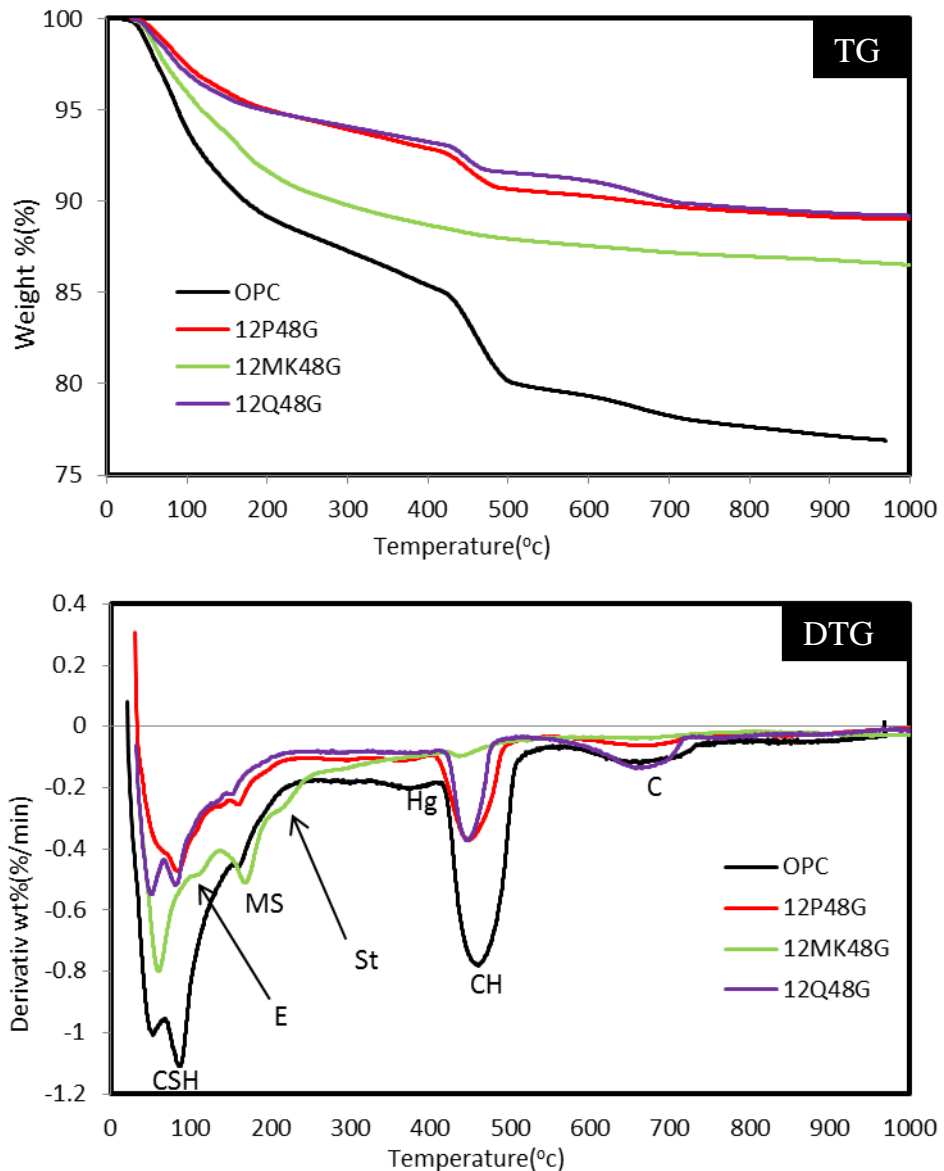 TG
100
95
90
85
80
75
Weight %(%)
OPC
12P48G
12MK48G
12Q48G
0 100 200 300 400 500 600 700 800 900 1000
Temperature(ᵒc)
DTG
0.4
0.2
0
-0.2
-0.4
-0.6
-0.8
-1
-1.2
Derivativ wt%(%/min)
Hg
C
MS
St
E
CH
CSH
OPC
12P48G
12MK48G
12Q48G
0 100 200 300 400 500 600 700 800 900 1000
Temperature(ᵒc)